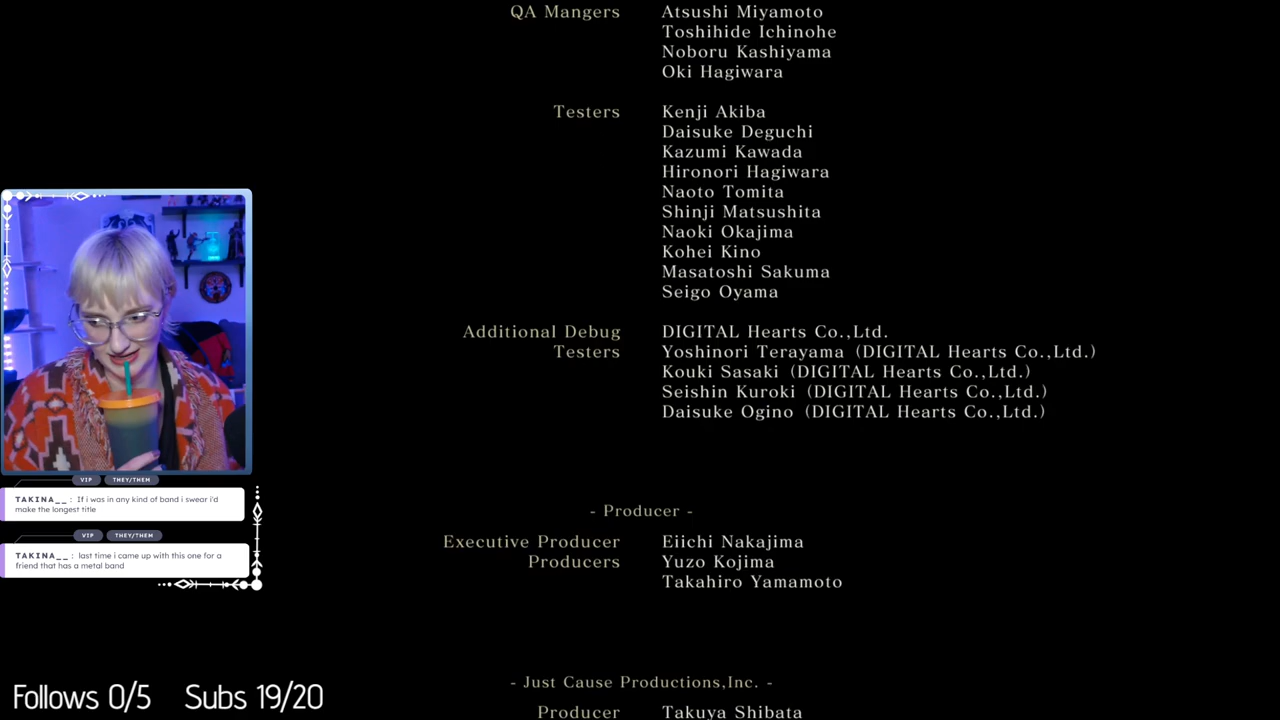 QA Mangers Atsushi Miyamoto
Toshihide Ichinohe
Noboru Kashiyama
Oki Hagiwara
Testers Kenji Akiba
Daisuke Deguchi
Kazumi Kawada
Hironori Hagiwara
Naoto Tomita
Shinji Matsushita
Naoki Okajima
Kohei Kino
Masatoshi Sakuma
Seigo Oyama
Additional Debug DIGITAL Hearts Co.,Ltd.
Testers Yoshinori Terayama (DIGITAL Hearts Co.,Ltd.)
Kouki Sasaki (DIGITAL Hearts Co.,Ltd.)
Seishin Kuroki (DIGITAL Hearts Co.,Ltd.)
Daisuke Ogino (DIGITAL Hearts Co.,Ltd.)
- Producer -
Executive Producer Eiichi Nakajima
Producers Yuzo Kojima
Takahiro Yamamoto
- Just Cause Productions,Inc. -
Producer Takuya Shibata
VIP THEY/THEM
TAKINA__ : If i was in any kind of band i swear i'd
make the longest title
VIP THEY/THEM
TAKINA__ : last time i came up with this one for a
friend that has a metal band
Follows 0/5 Subs 19/20